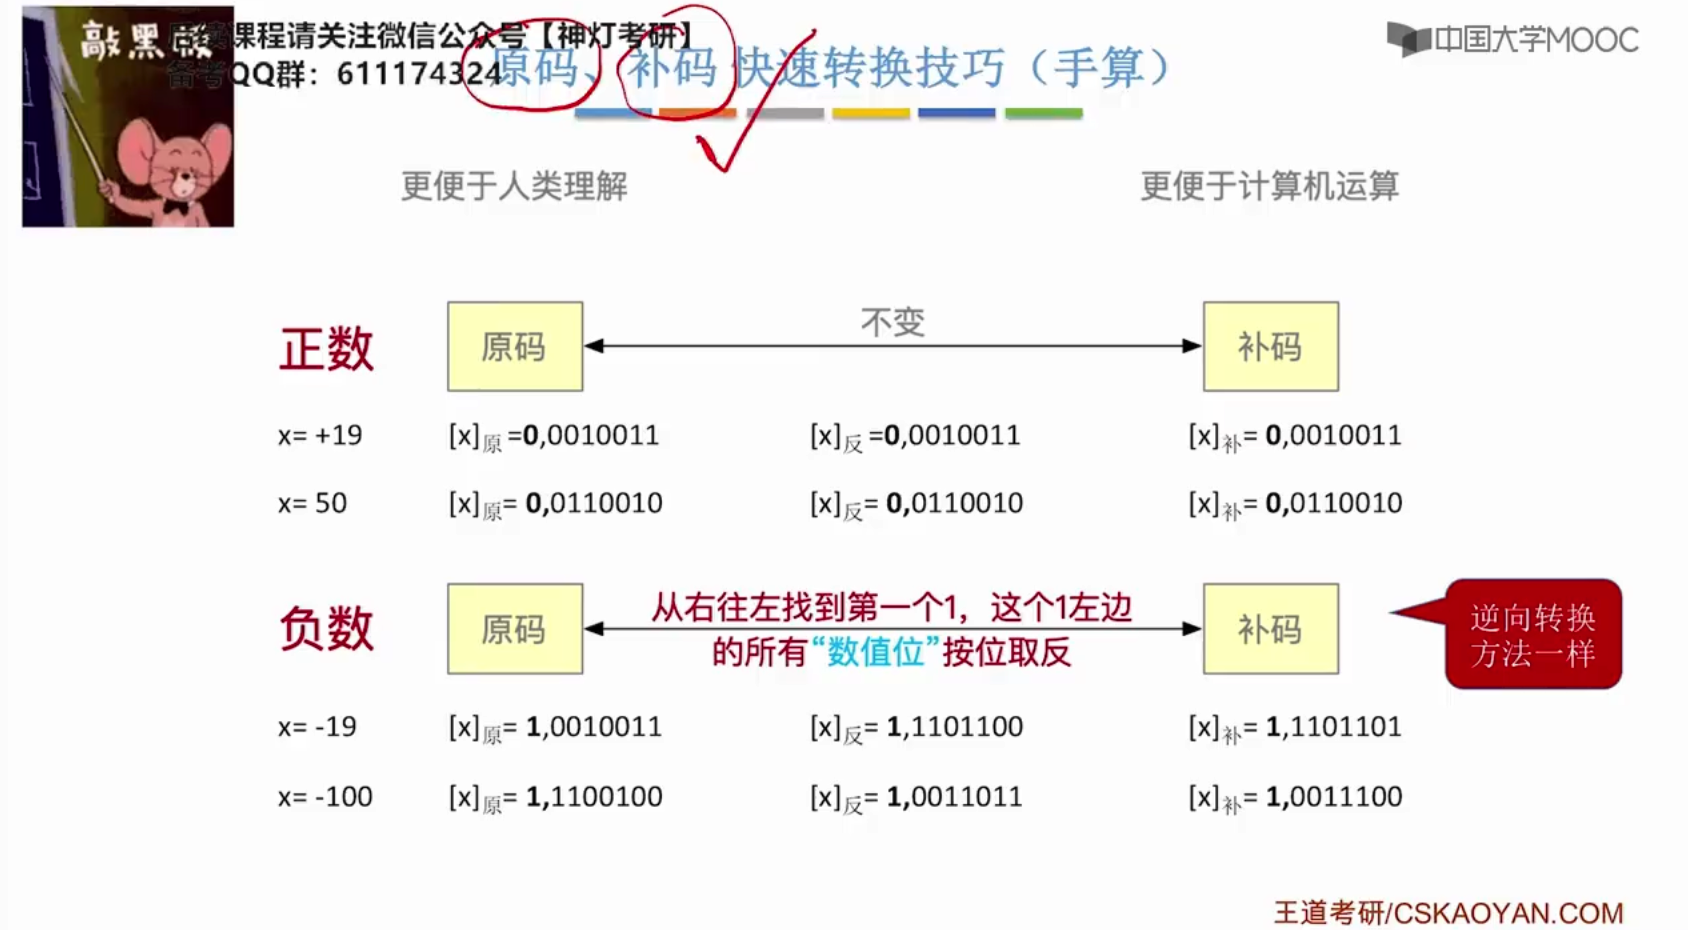 敲黑板
后续课程请关注微信公众号【神灯考研】
备考QQ群：611174324
原码、补码 快速转换技巧（手算）
中国大学MOOC
更便于人类理解
更便于计算机运算
正数
原码
不变
补码
x= +19 [x]原 =0,0010011 [x]反 =0,0010011 [x]补= 0,0010011
x= 50 [x]原= 0,0110010 [x]反= 0,0110010 [x]补= 0,0110010
负数
原码
从右往左找到第一个1，这个1左边
的所有“数值位”按位取反
补码
逆向转换
方法一样
x= -19 [x]原= 1,0010011 [x]反= 1,1101100 [x]补= 1,1101101
x= -100 [x]原= 1,1100100 [x]反= 1,0011011 [x]补= 1,0011100
王道考研/CSKAOYAN.COM